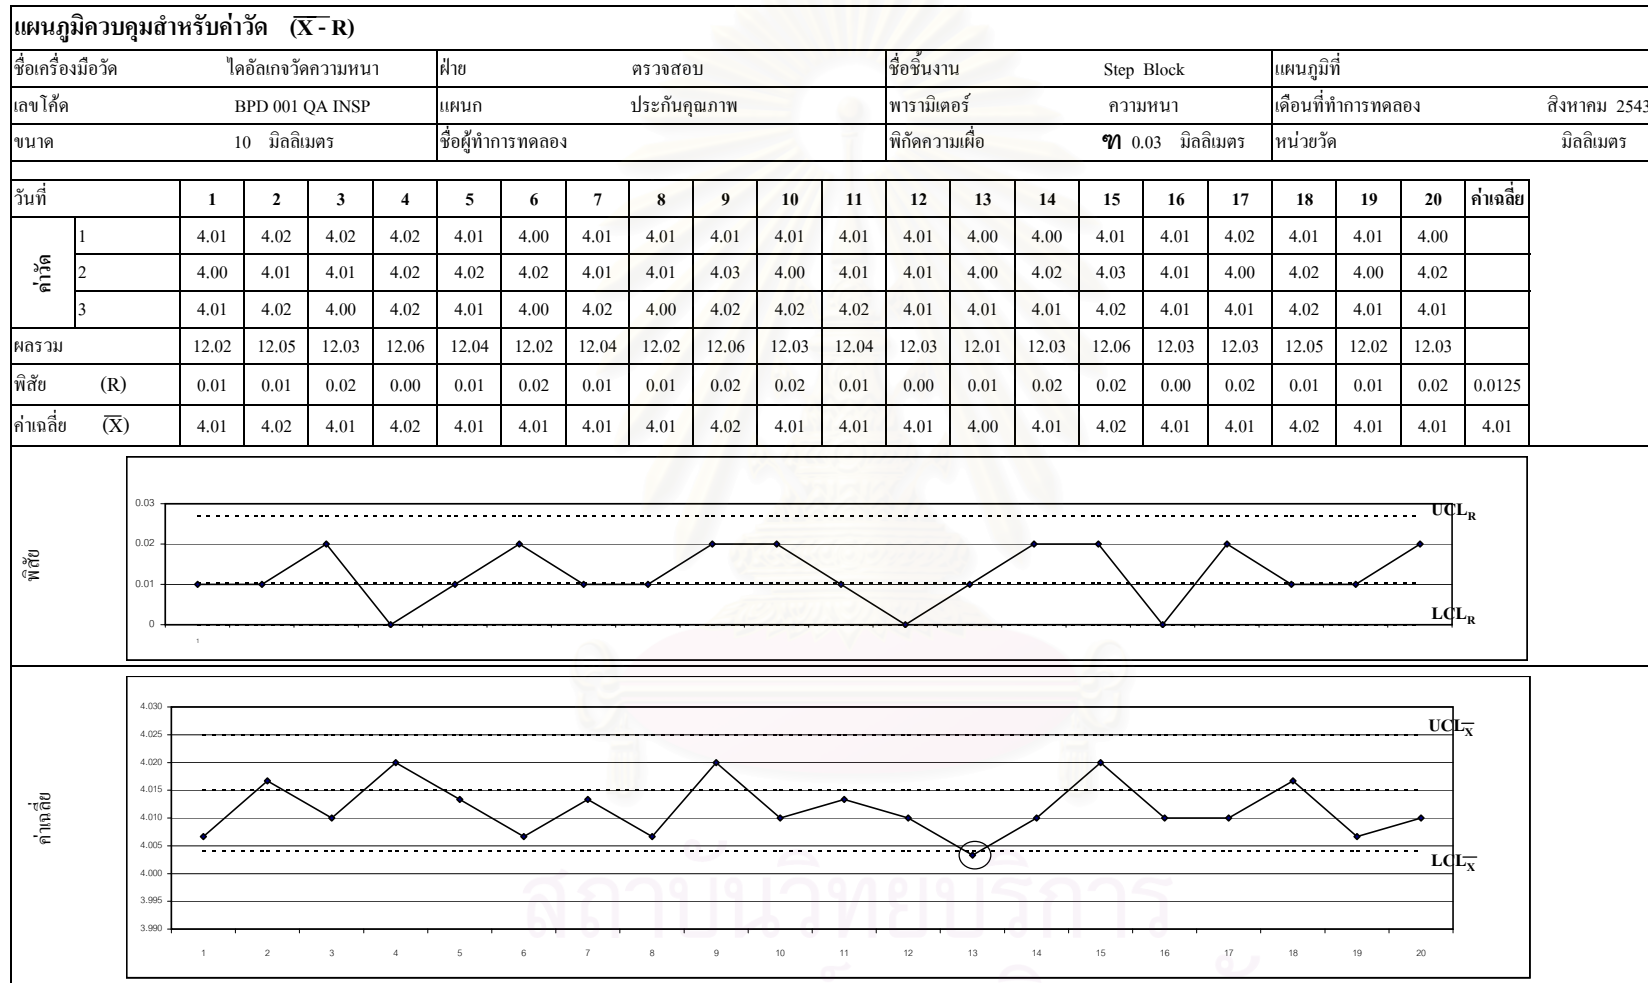 แผนภูมิควบคุมสำหรับค่าวัด (X - R)
ชื่อเครื่องมือวัด ไดอัลเกจวัดความหนา ฝ่าย ตรวจสอบ ชื่อชิ้นงาน Step Block แผนภูมิที่
เลขโค้ด BPD 001 QA INSP แผนก ประกันคุณภาพ พารามิเตอร์ ความหนา เดือนที่ทำการทดลอง สิงหาคม 2543
ขนาด 10 มิลลิเมตร ชื่อผู้ทำการทดลอง พิกัดความเผื่อ ฑ 0.03 มิลลิเมตร หน่วยวัด มิลลิเมตร
วันที่ 1 2 3 4 5 6 7 8 9 10 11 12 13 14 15 16 17 18 19 20 ค่าเฉลี่ย
ค่าวัด
1 4.01 4.02 4.02 4.02 4.01 4.00 4.01 4.01 4.01 4.01 4.01 4.01 4.00 4.00 4.01 4.01 4.02 4.01 4.01 4.00
2 4.00 4.01 4.01 4.02 4.02 4.02 4.01 4.01 4.03 4.00 4.01 4.01 4.00 4.02 4.03 4.01 4.00 4.02 4.00 4.02
3 4.01 4.02 4.00 4.02 4.01 4.00 4.02 4.00 4.02 4.02 4.02 4.01 4.01 4.01 4.02 4.01 4.01 4.02 4.01 4.01
ผลรวม 12.02 12.05 12.03 12.06 12.04 12.02 12.04 12.02 12.06 12.03 12.04 12.03 12.01 12.03 12.06 12.03 12.03 12.05 12.02 12.03
พิสัย (R) 0.01 0.01 0.02 0.00 0.01 0.02 0.01 0.01 0.02 0.02 0.01 0.00 0.01 0.02 0.02 0.00 0.02 0.01 0.01 0.02 0.0125
ค่าเฉลี่ย (X̅) 4.01 4.02 4.01 4.02 4.01 4.01 4.01 4.01 4.02 4.01 4.01 4.01 4.00 4.01 4.02 4.01 4.01 4.02 4.01 4.01 4.01
พิสัย
0.03
UCL_R
0.02
0.01
0
LCL_R
1
ค่าเฉลี่ย
4.030
UCL_X̅
4.025
4.020
4.015
4.010
4.005
LCL_X̅
4.000
3.995
3.990
1 2 3 4 5 6 7 8 9 10 11 12 13 14 15 16 17 18 19 20
สถาบันวิทยบริการ